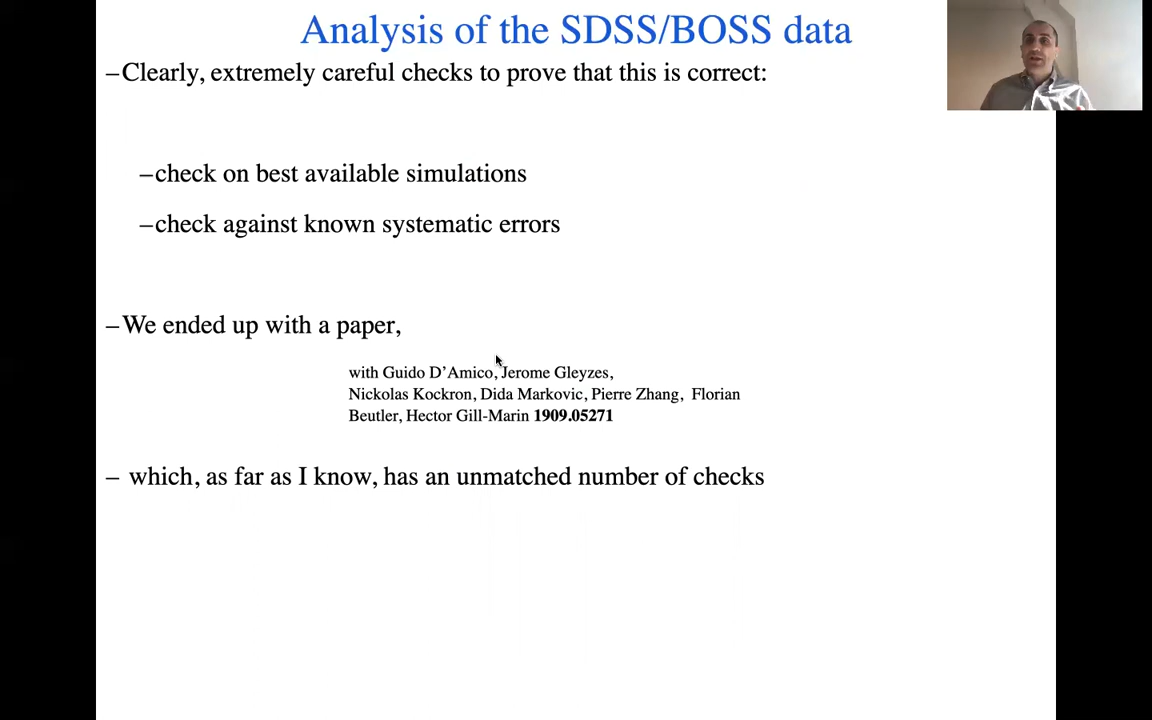 Analysis of the SDSS/BOSS data
–Clearly, extremely careful checks to prove that this is correct:
–check on best available simulations
–check against known systematic errors
–We ended up with a paper,
with Guido D’Amico, Jerome Gleyzes,
Nickolas Kockron, Dida Markovic, Pierre Zhang, Florian
Beutler, Hector Gill-Marin 1909.05271
– which, as far as I know, has an unmatched number of checks